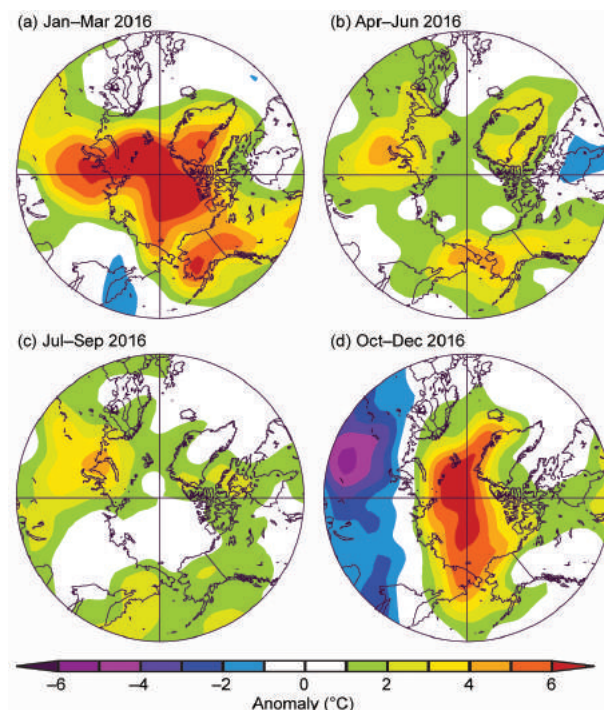 (a) Jan–Mar 2016
(b) Apr–Jun 2016
(c) Jul–Sep 2016
(d) Oct–Dec 2016
–6 –4 –2 0 2 4 6
Anomaly (°C)